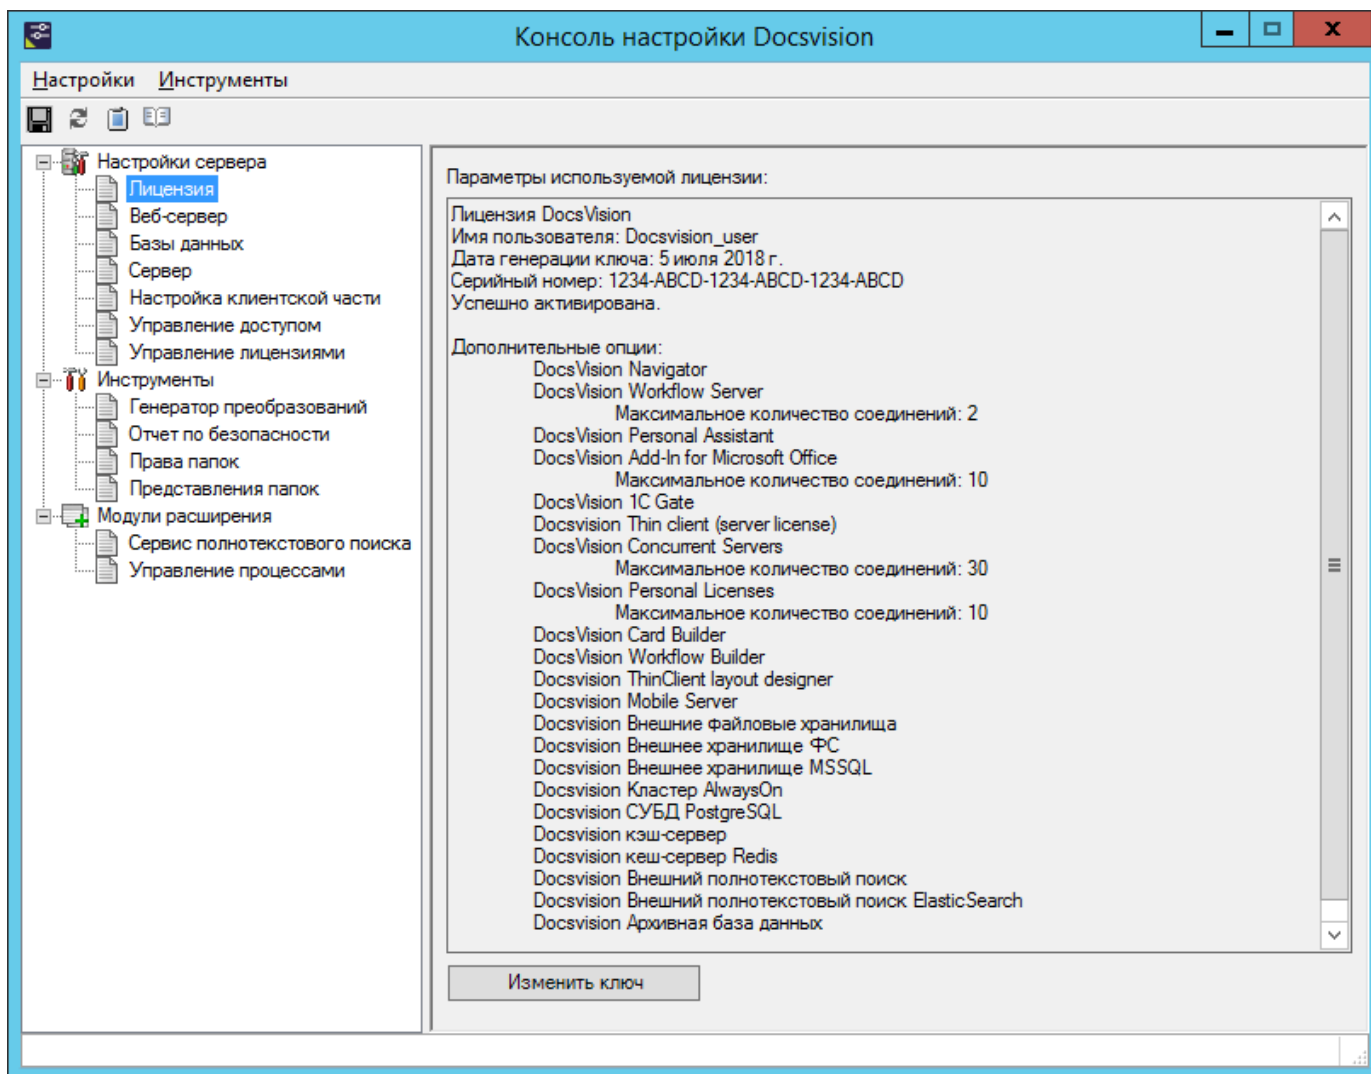 Консоль настройки Docsvision
Настройки Инструменты
Настройки сервера
Лицензия
Веб-сервер
Базы данных
Сервер
Настройка клиентской части
Управление доступом
Управление лицензиями
Инструменты
Генератор преобразований
Отчет по безопасности
Права папок
Представления папок
Модули расширения
Сервис полнотекстового поиска
Управление процессами
Параметры используемой лицензии:
Лицензия DocsVision
Имя пользователя: Docsvision_user
Дата генерации ключа: 5 июля 2018 г.
Серийный номер: 1234-ABCD-1234-ABCD-1234-ABCD
Успешно активирована.
Дополнительные опции:
DocsVision Navigator
DocsVision Workflow Server
Максимальное количество соединений: 2
DocsVision Personal Assistant
DocsVision Add-In for Microsoft Office
Максимальное количество соединений: 10
DocsVision 1C Gate
Docsvision Thin client (server license)
DocsVision Concurrent Servers
Максимальное количество соединений: 30
DocsVision Personal Licenses
Максимальное количество соединений: 10
DocsVision Card Builder
DocsVision Workflow Builder
Docsvision ThinClient layout designer
Docsvision Mobile Server
Docsvision Внешние файловые хранилища
Docsvision Внешнее хранилище ФС
Docsvision Внешнее хранилище MSSQL
Docsvision Кластер AlwaysOn
Docsvision СУБД PostgreSQL
Docsvision кэш-сервер
Docsvision кеш-сервер Redis
Docsvision Внешний полнотекстовый поиск
Docsvision Внешний полнотекстовый поиск ElasticSearch
Docsvision Архивная база данных
Изменить ключ